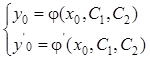 y₀ = φ(x₀, C₁, C₂)
y'₀ = φ'(x₀, C₁, C₂)